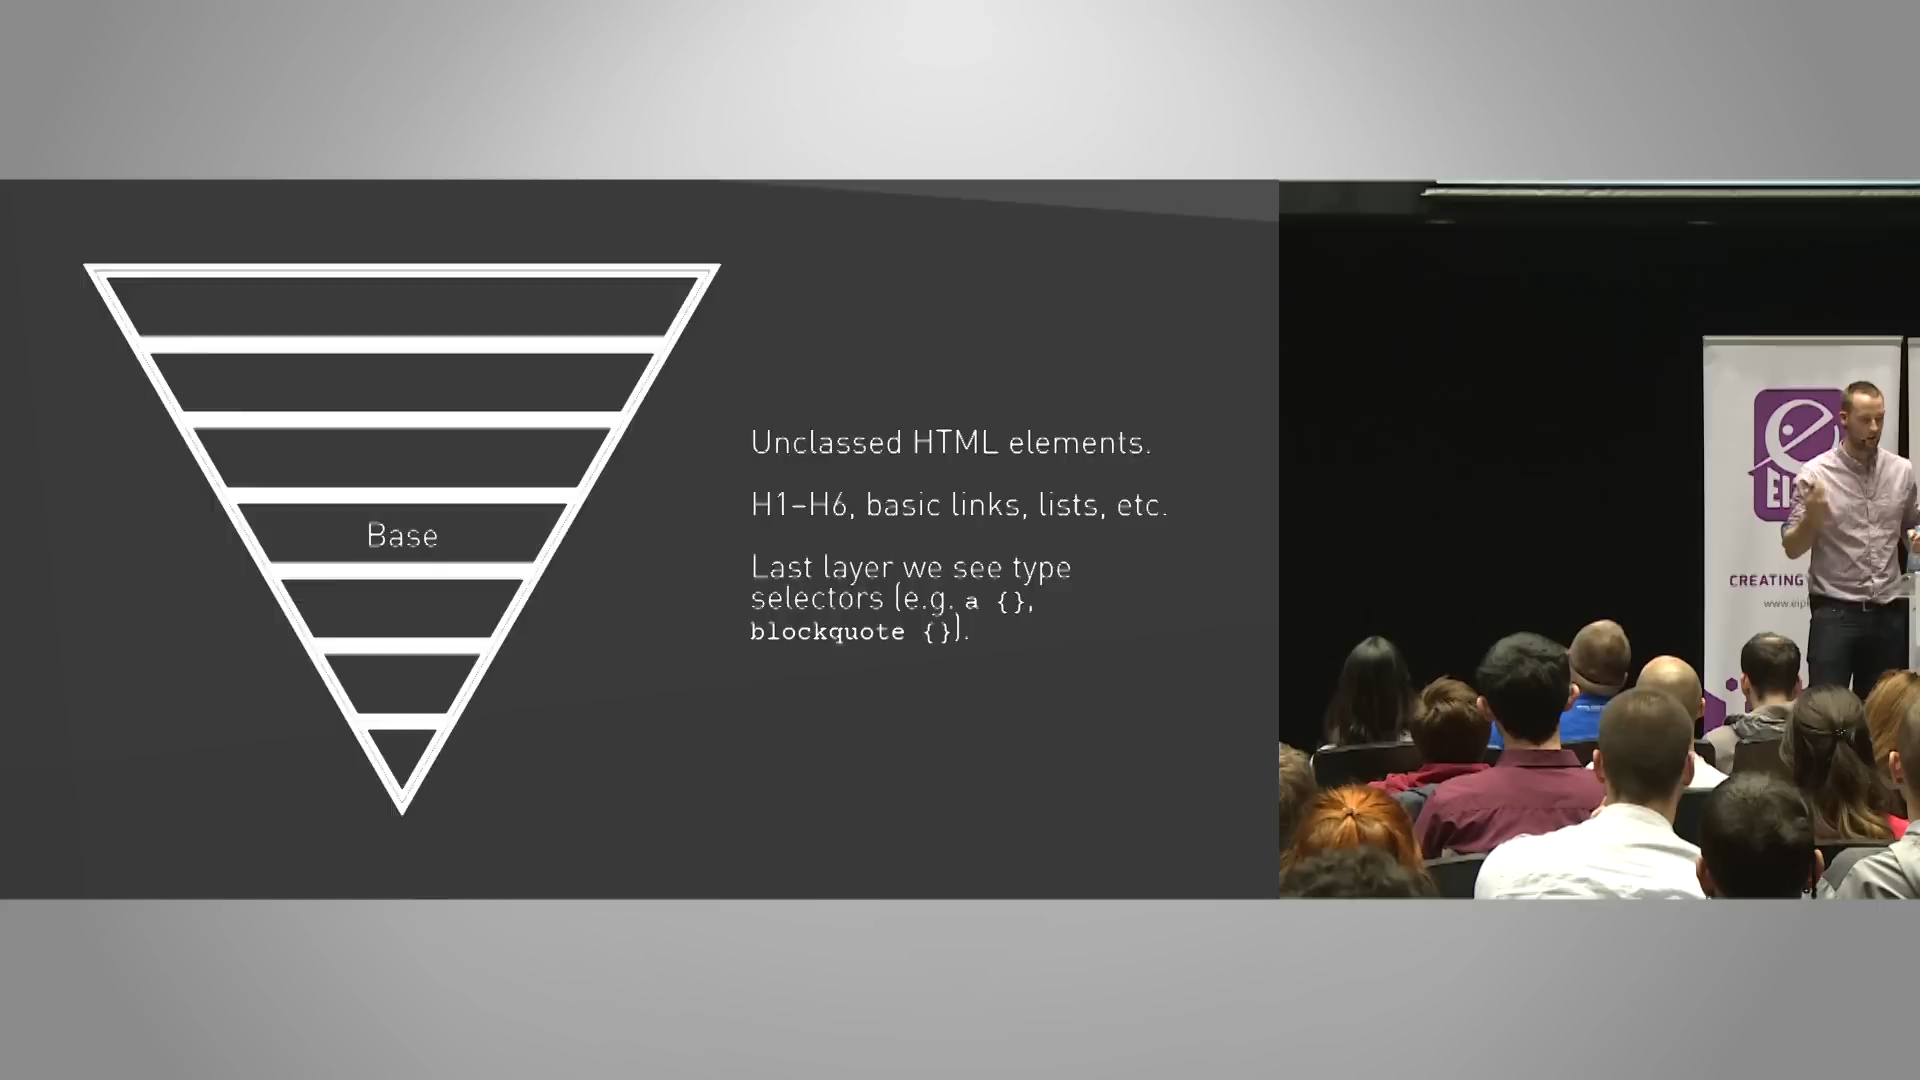 Base
Unclassed HTML elements.
H1–H6, basic links, lists, etc.
Last layer we see type
selectors (e.g. a {},
blockquote {}).
CREATING